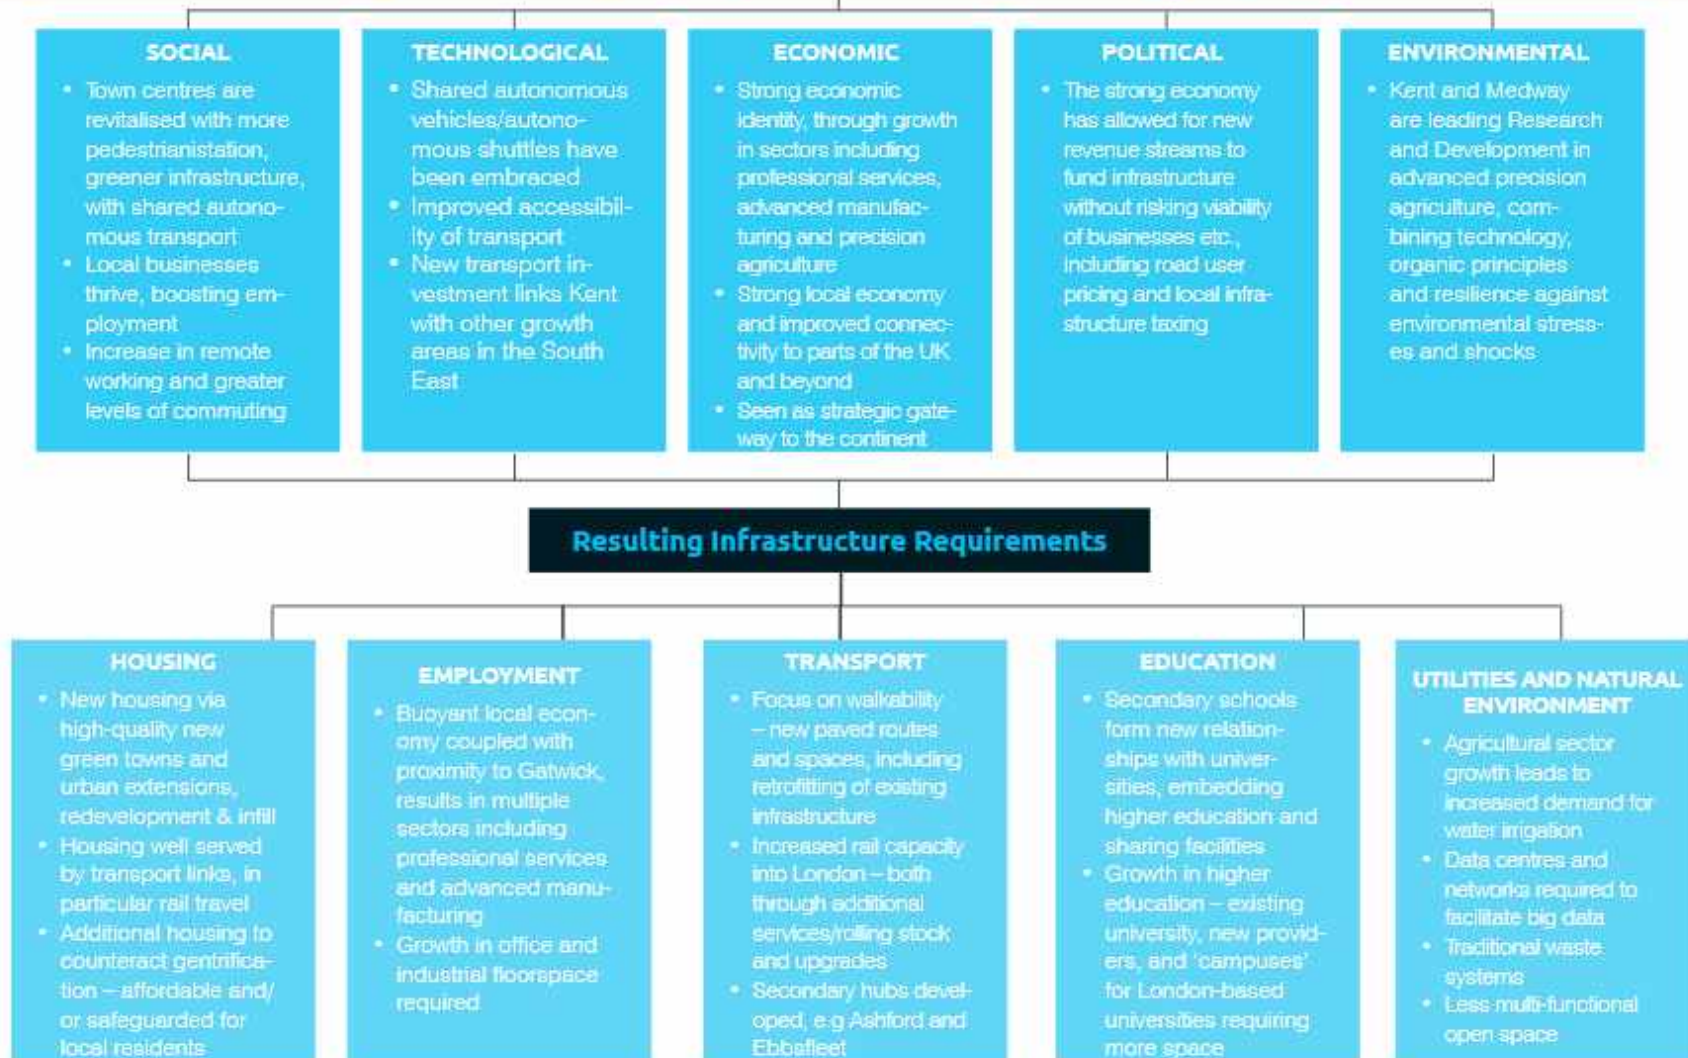 SOCIAL
• Town centres are
revitalised with more
pedestrianistation,
greener infrastructure,
with shared autono-
mous transport
• Local businesses
thrive, boosting em-
ployment
• Increase in remote
working and greater
levels of commuting
TECHNOLOGICAL
• Shared autonomous
vehicles/autono-
mous shuttles have
been embraced
• Improved accessibil-
ity of transport
• New transport in-
vestment links Kent
with other growth
areas in the South
East
ECONOMIC
• Strong economic
identity, through growth
in sectors including
professional services,
advanced manufac-
turing and precision
agriculture
• Strong local economy
and improved connec-
tivity to parts of the UK
and beyond
• Seen as strategic gate-
way to the continent
POLITICAL
• The strong economy
has allowed for new
revenue streams to
fund infrastructure
without risking viability
of businesses etc.,
including road user
pricing and local infra-
structure taxing
ENVIRONMENTAL
• Kent and Medway
are leading Research
and Development in
advanced precision
agriculture, com-
bining technology,
organic principles
and resilience against
environmental stress-
es and shocks
Resulting Infrastructure Requirements
HOUSING
• New housing via
high-quality new
green towns and
urban extensions,
redevelopment & infill
• Housing well served
by transport links, in
particular rail travel
• Additional housing to
counteract gentrifica-
tion – affordable and/
or safeguarded for
local residents
EMPLOYMENT
• Buoyant local econ-
omy coupled with
proximity to Gatwick,
results in multiple
sectors including
professional services
and advanced manu-
facturing
• Growth in office and
industrial floorspace
required
TRANSPORT
• Focus on walkability
– new paved routes
and spaces, including
retrofitting of existing
infrastructure
• Increased rail capacity
into London – both
through additional
services/rolling stock
and upgrades
• Secondary hubs devel-
oped, e.g Ashford and
Ebbsfleet
EDUCATION
• Secondary schools
form new relation-
ships with univer-
sities, embedding
higher education and
sharing facilities
• Growth in higher
education – existing
university, new provid-
ers, and ‘campuses’
for London-based
universities requiring
more space
UTILITIES AND NATURAL
ENVIRONMENT
• Agricultural sector
growth leads to
increased demand for
water irrigation
• Data centres and
networks required to
facilitate big data
• Traditional waste
systems
• Less multi-functional
open space